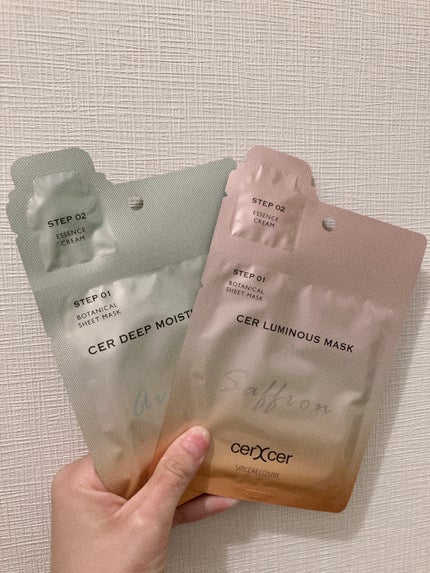 STEP 02
ESSENCE
CREAM
STEP 01
BOTANICAL
SHEET MASK
CER DEEP MOIST
STEP 02
ESSENCE
CREAM
STEP 01
BOTANICAL
SHEET MASK
CER LUMINOUS MASK
Saffron
cerXcer
SINCERECOSME